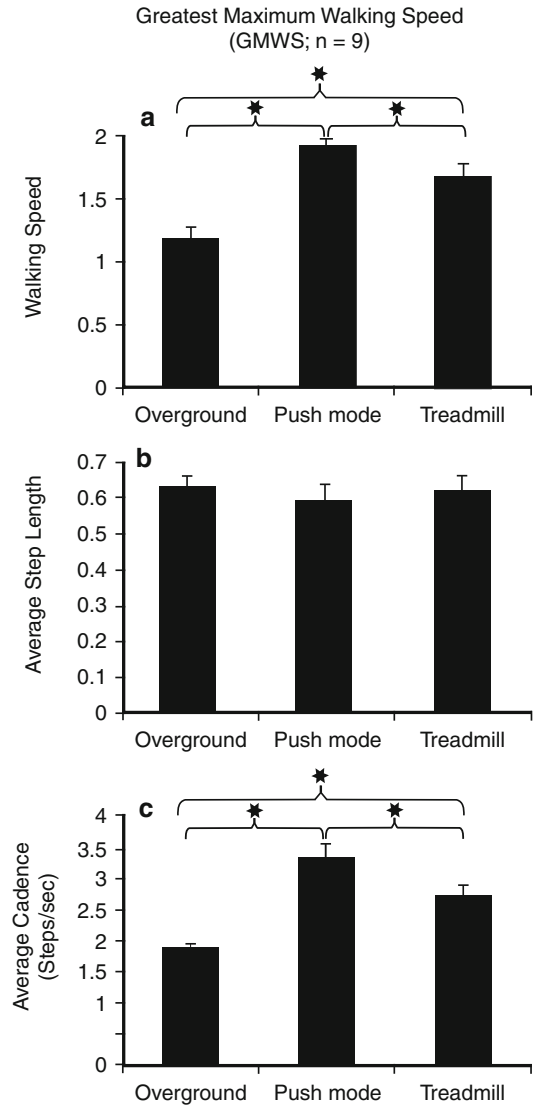 Greatest Maximum Walking Speed
(GMWS; n = 9)
a
Walking Speed
2
1.5
1
0.5
0
Overground Push mode Treadmill
b
Average Step Length
0.7
0.6
0.5
0.4
0.3
0.2
0.1
0
Overground Push mode Treadmill
c
Average Cadence
(Steps/sec)
4
3.5
3
2.5
2
1.5
1
0
Overground Push mode Treadmill